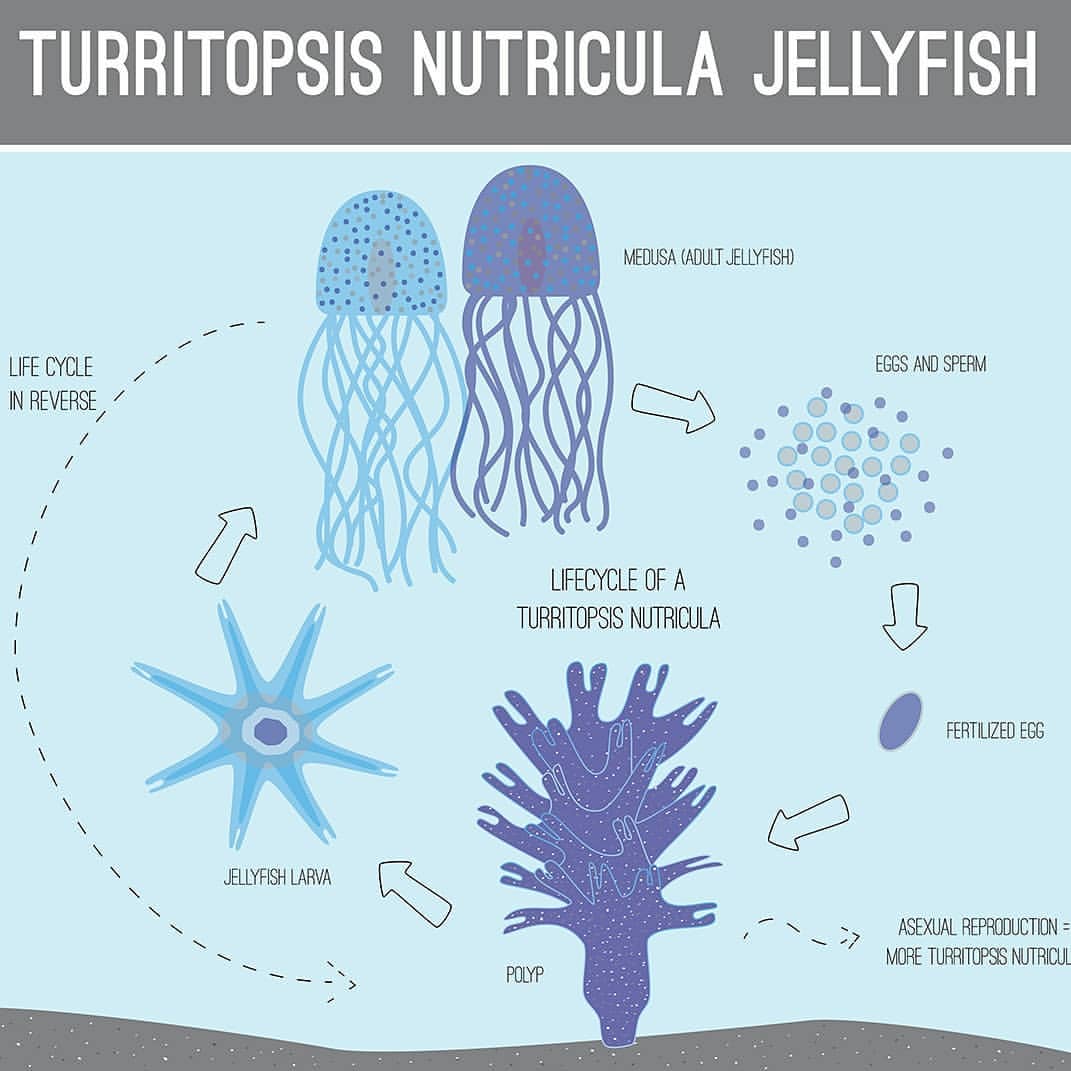 TURRITOPSIS NUTRICULA JELLYFISH
MEDUSA (ADULT JELLYFISH)
LIFE CYCLE
IN REVERSE
EGGS AND SPERM
LIFECYCLE OF A
TURRITOPSIS NUTRICULA
FERTILIZED EGG
JELLYFISH LARVA
POLYP
ASEXUAL REPRODUCTION =
MORE TURRITOPSIS NUTRICUL